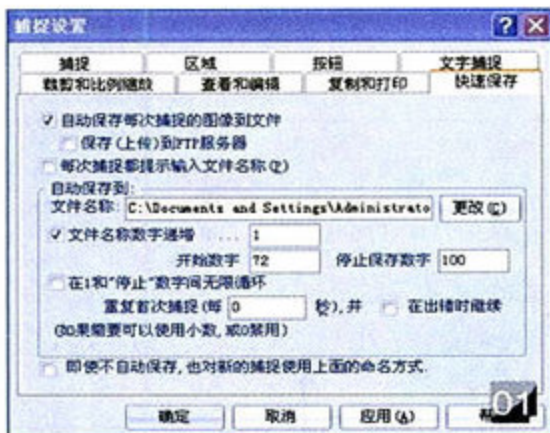 捕捉设置
捕捉 区域 按钮 文字捕捉
裁剪和比例缩放 查看和编辑 复制和打印 快速保存
自动保存每次捕捉的图像到文件
保存(上传)到FTP服务器
每次捕捉都提示输入文件名称(P)
自动保存到:
文件名称: C:\Documents and Settings\Administrato 更改(C)
文件名称数字递增 ... 1
开始数字 72 停止保存数字 100
在1和"停止"数字间无限循环
重复首次捕捉(每 0 秒),并 在出错时继续
(如果需要可以使用小数,或0禁用)
即使不自动保存,也对新的捕捉使用上面的命名方式.
确定 取消 应用(A)
01